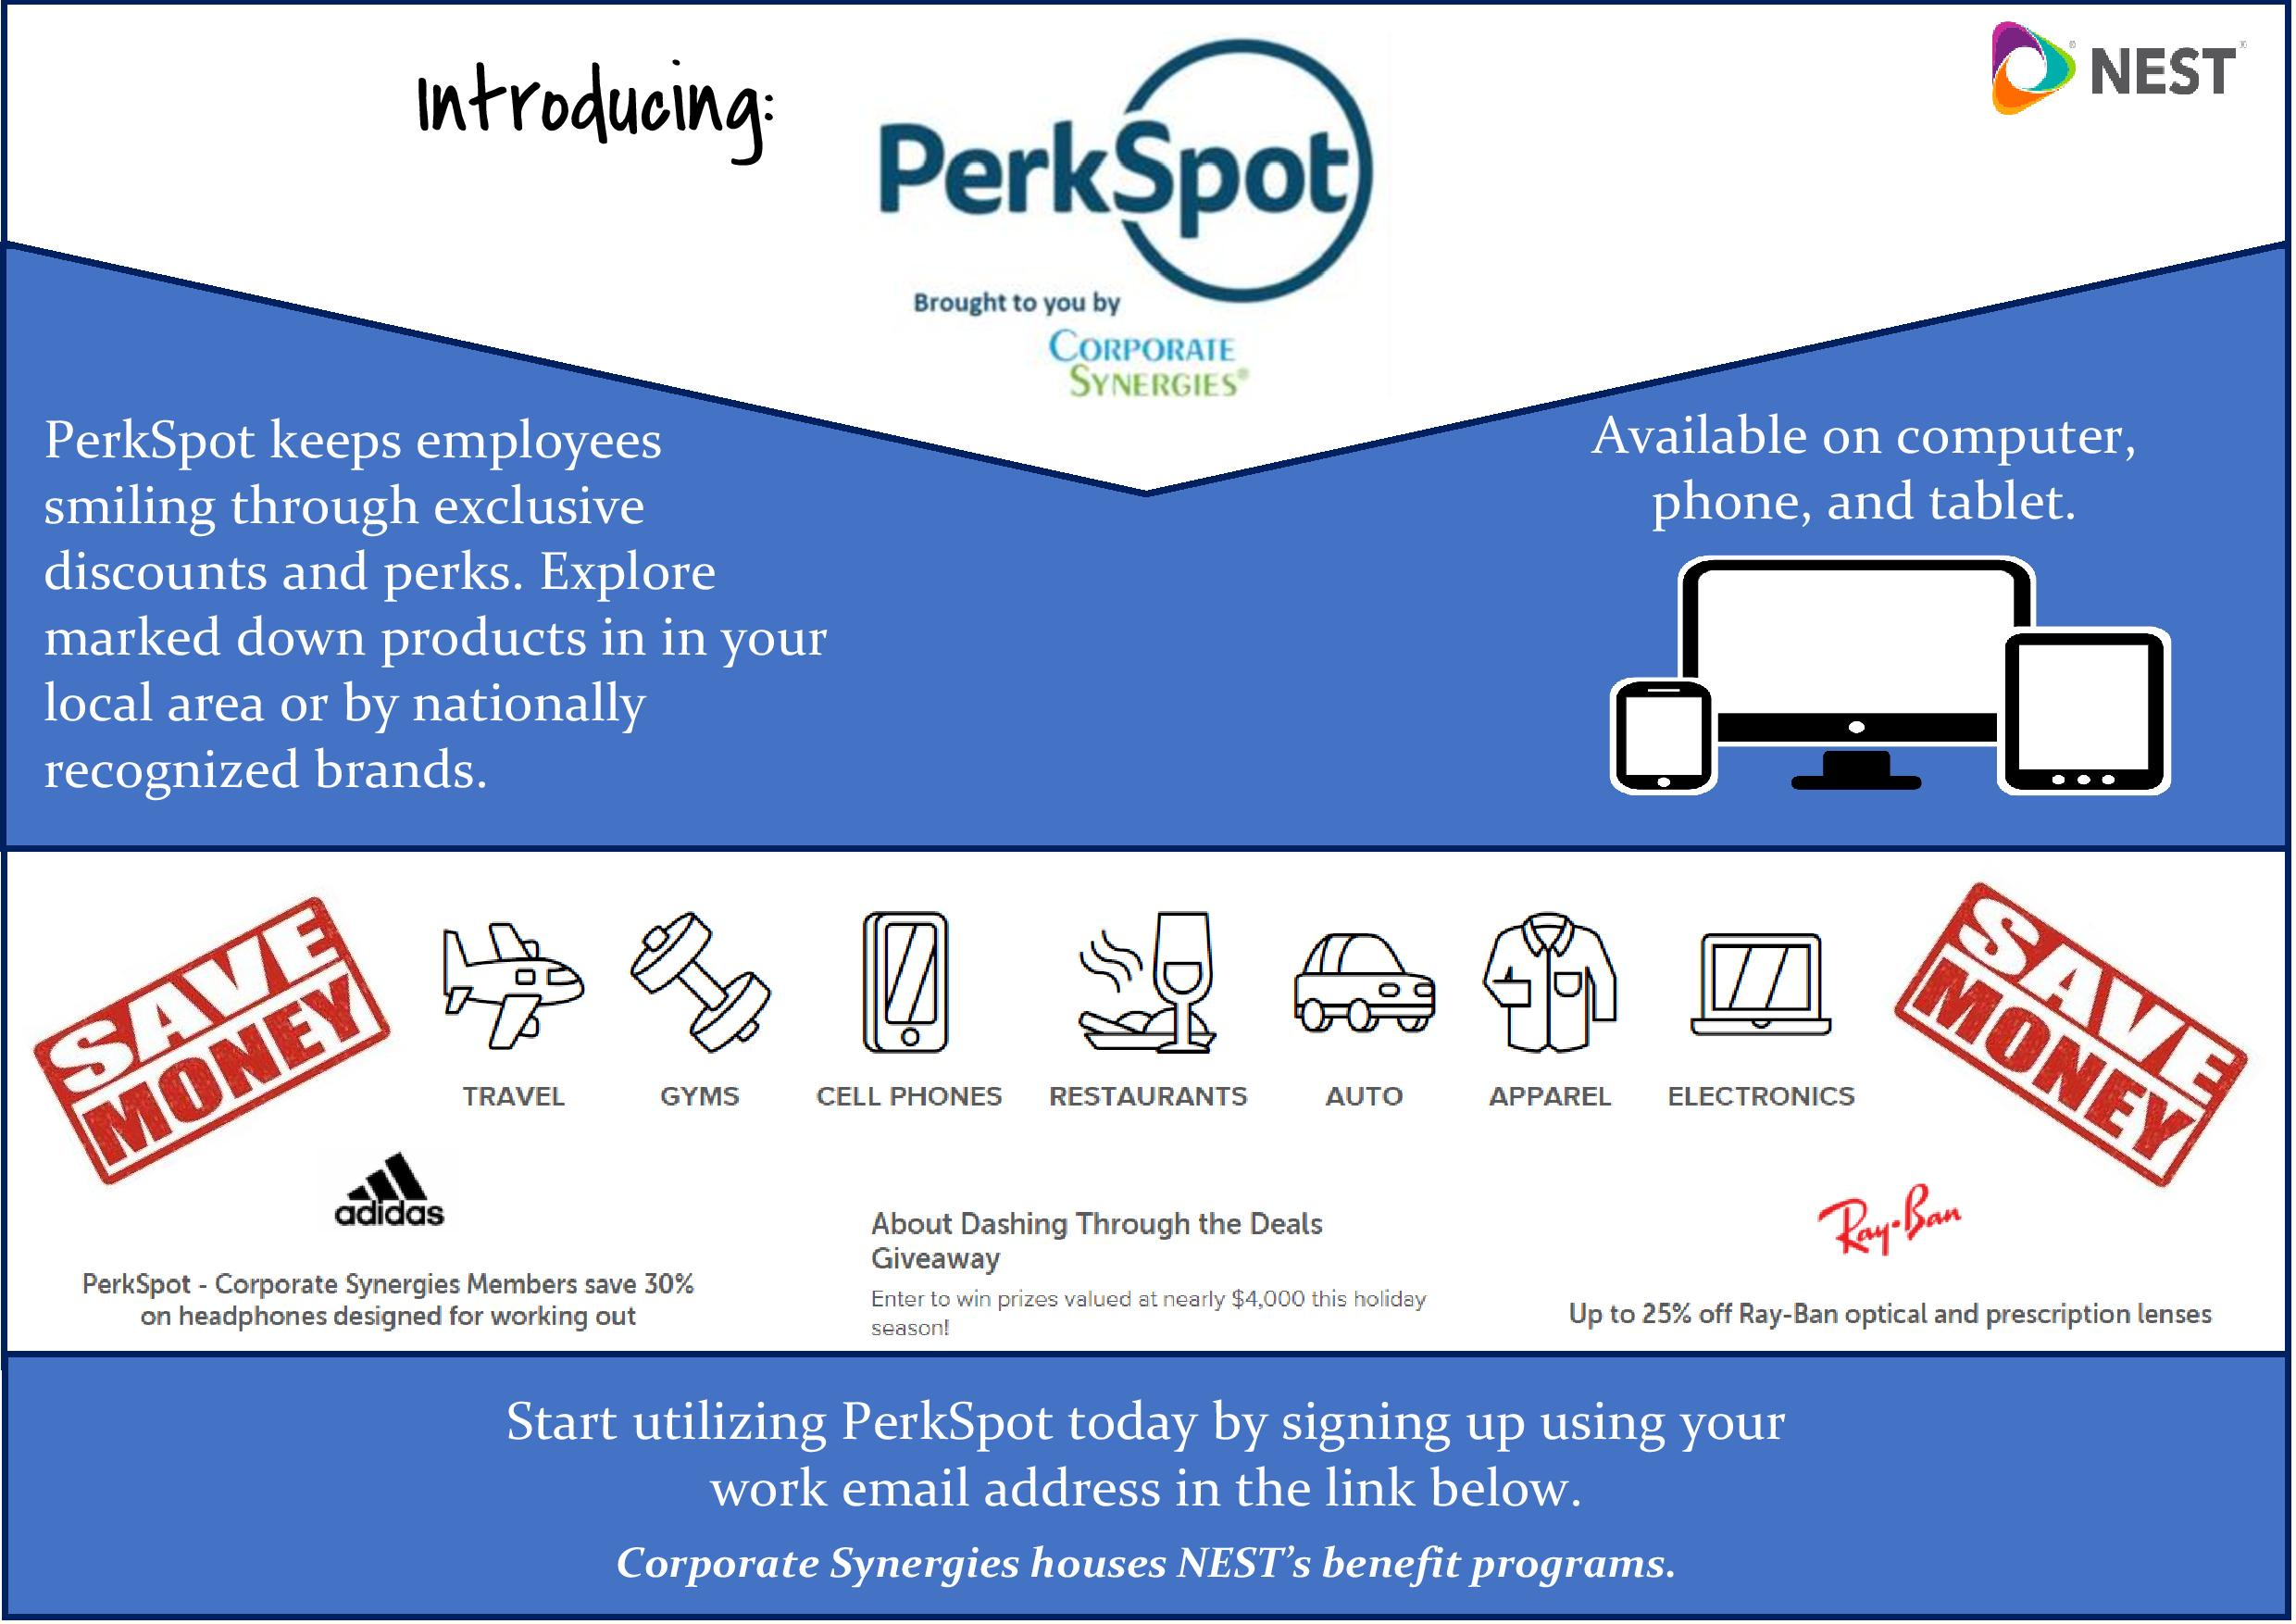 Introducing:
PerkSpot
NEST
Brought to you by
CORPORATE
SYNERGIES®
PerkSpot keeps employees
smiling through exclusive
discounts and perks. Explore
marked down products in in your
local area or by nationally
recognized brands.
Available on computer,
phone, and tablet.
SAVE
MONEY
TRAVEL
GYMS
CELL PHONES
RESTAURANTS
AUTO
APPAREL
ELECTRONICS
SAVE
MONEY
adidas
PerkSpot - Corporate Synergies Members save 30%
on headphones designed for working out
About Dashing Through the Deals
Giveaway
Enter to win prizes valued at nearly $4,000 this holiday
season!
Ray-Ban
Up to 25% off Ray-Ban optical and prescription lenses
Start utilizing PerkSpot today by signing up using your
work email address in the link below.
Corporate Synergies houses NEST’s benefit programs.